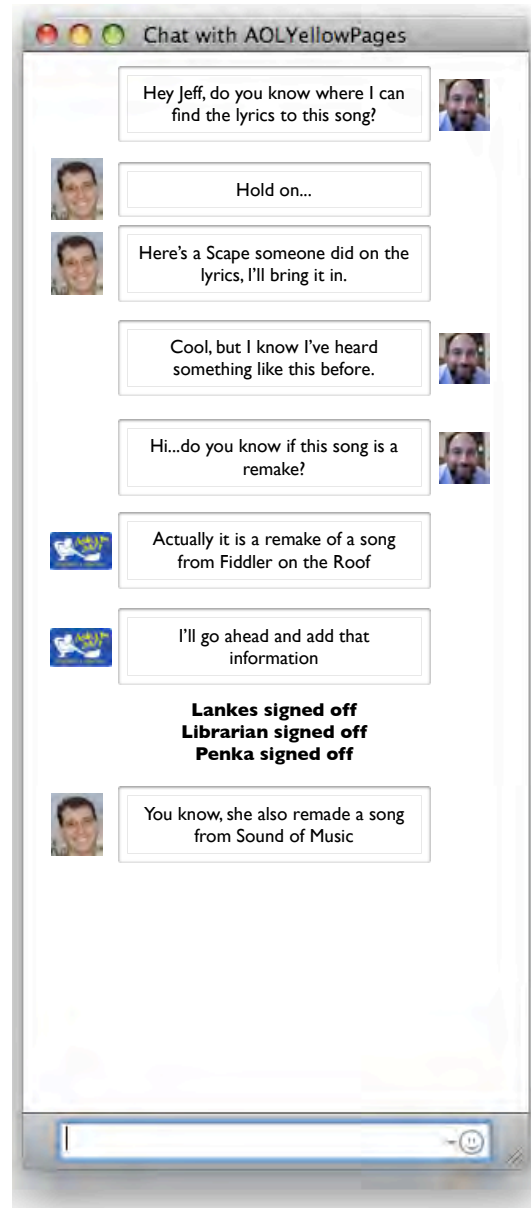 Chat with AOLYellowPages
Hey Jeff, do you know where I can
find the lyrics to this song?
Hold on...
Here's a Scape someone did on the
lyrics, I'll bring it in.
Cool, but I know I've heard
something like this before.
Hi...do you know if this song is a
remake?
Actually it is a remake of a song
from Fiddler on the Roof
I'll go ahead and add that
information
Lankes signed off
Librarian signed off
Penka signed off
You know, she also remade a song
from Sound of Music